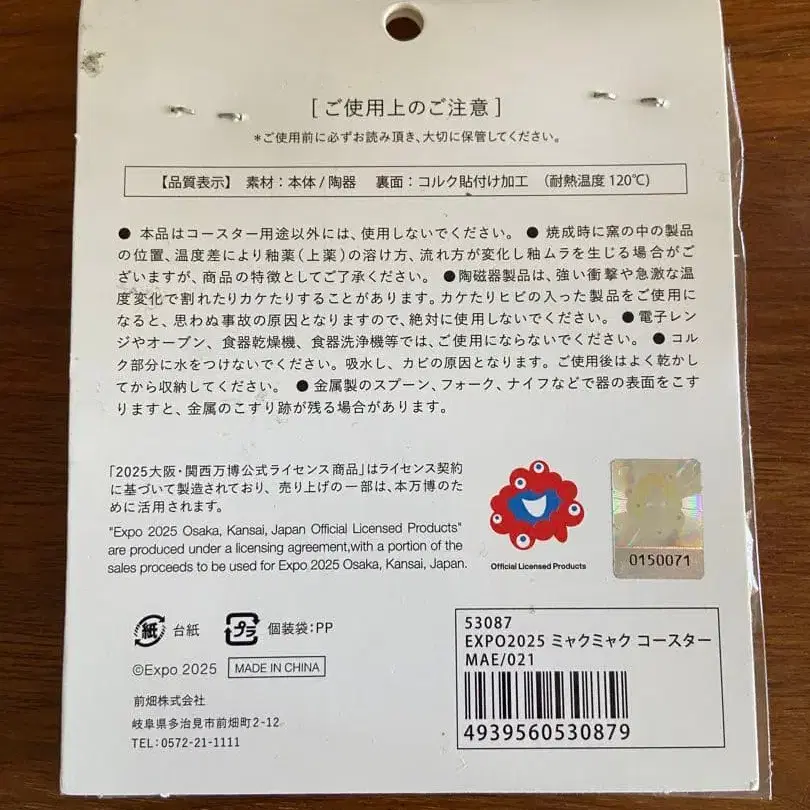 [ご使用上のご注意]
*ご使用前に必ずお読み頂き、大切に保管してください。
【品質表示】 素材：本体/陶器 裏面：コルク貼付け加工 (耐熱温度120℃)
● 本品はコースター用途以外には、使用しないでください。 ● 焼成時に窯の中の製品
の位置、温度差により釉薬(上薬)の溶け方、流れ方が変化し釉ムラを生じる場合がご
ざいますが、商品の特徴としてご了承ください。 ●陶磁器製品は、強い衝撃や急激な温
度変化で割れたりカケたりすることがあります。カケたりヒビの入った製品をご使用に
なると、思わぬ事故の原因となりますので、絶対に使用しないでください。 ●電子レン
ジやオーブン、食器乾燥機、食器洗浄機等では、ご使用にならないでください。 ● コル
ク部分に水をつけないでください。吸水し、カビの原因となります。ご使用後はよく乾かし
てから収納してください。 ● 金属製のスプーン、フォーク、ナイフなどで器の表面をこす
りますと、金属のこすり跡が残る場合があります。
「2025大阪・関西万博公式ライセンス商品」はライセンス契約
に基づいて製造されており、売り上げの一部は、本万博のため
に活用されます。
"Expo 2025 Osaka, Kansai, Japan Official Licensed Products"
are produced under a licensing agreement,with a portion of the
sales proceeds to be used for Expo 2025 Osaka, Kansai, Japan.
Official Licensed Products
0150071
紙 台紙 プラ 個装袋：PP
©Expo 2025 MADE IN CHINA
前畑株式会社
岐阜県多治見市前畑町2-12
TEL：0572-21-1111
53087
EXPO2025 ミャクミャク コースター
MAE/021
4939560530879